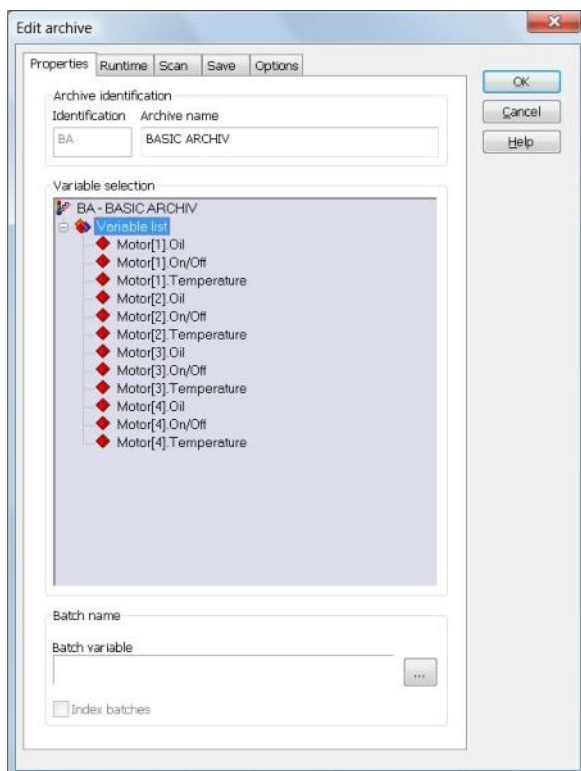 Edit archive
Properties Runtime Scan Save Options
OK
Cancel
Help
Archive identification
Identification Archive name
BA BASIC ARCHIV
Variable selection
BA - BASIC ARCHIV
Variable list
Motor[1].Oil
Motor[1].On/Off
Motor[1].Temperature
Motor[2].Oil
Motor[2].On/Off
Motor[2].Temperature
Motor[3].Oil
Motor[3].On/Off
Motor[3].Temperature
Motor[4].Oil
Motor[4].On/Off
Motor[4].Temperature
Batch name
Batch variable
...
Index batches